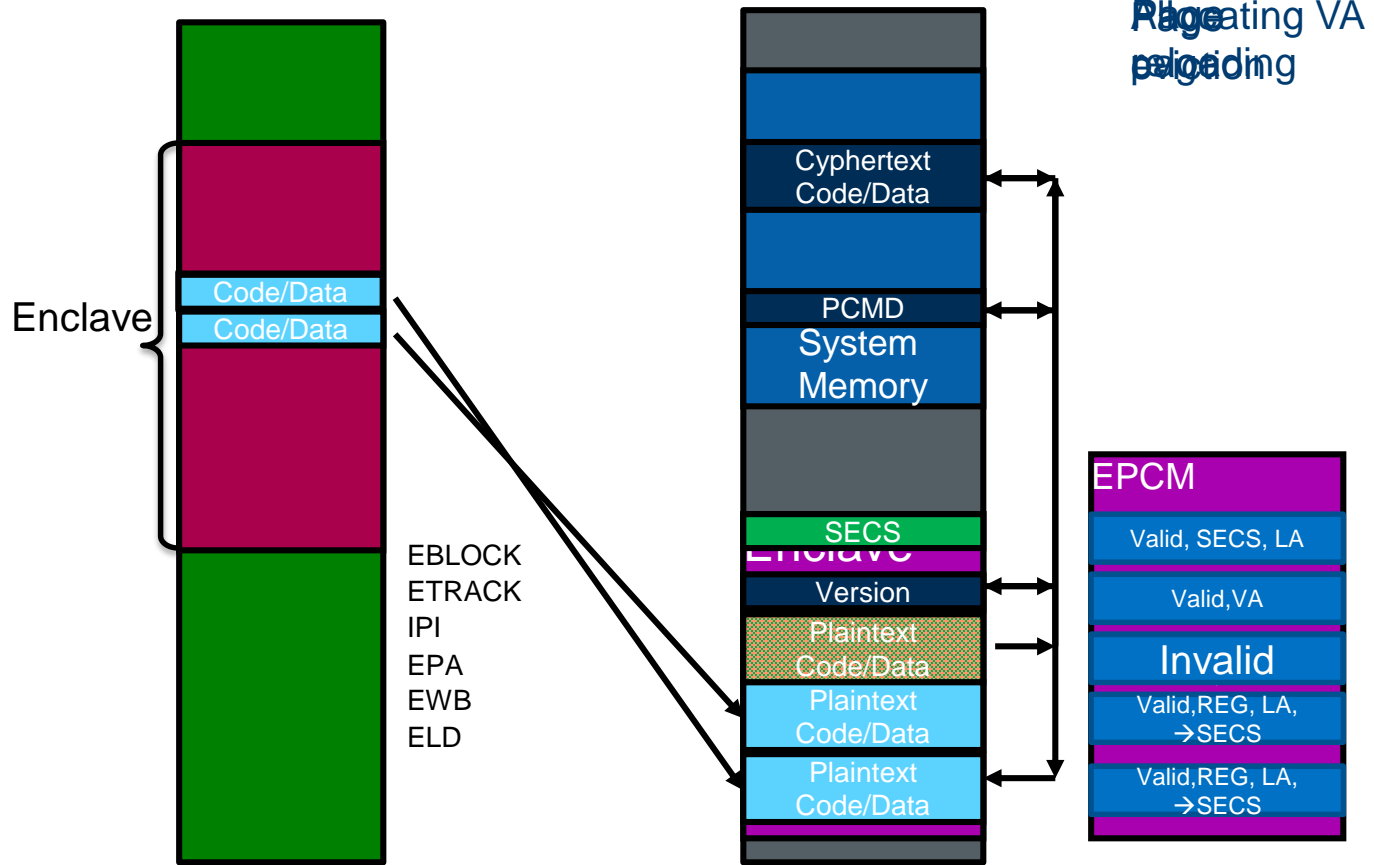 Enclave
Code/Data
Code/Data
EBLOCK
ETRACK
IPI
EPA
EWB
ELD
Cyphertext
Code/Data
PCMD
System
Memory
SECS
Enclave
Version
Plaintext
Code/Data
Plaintext
Code/Data
Plaintext
Code/Data
VA
EPCM
Valid, SECS, LA
Valid,VA
Invalid
Valid,REG, LA,
→SECS
Valid,REG, LA,
→SECS